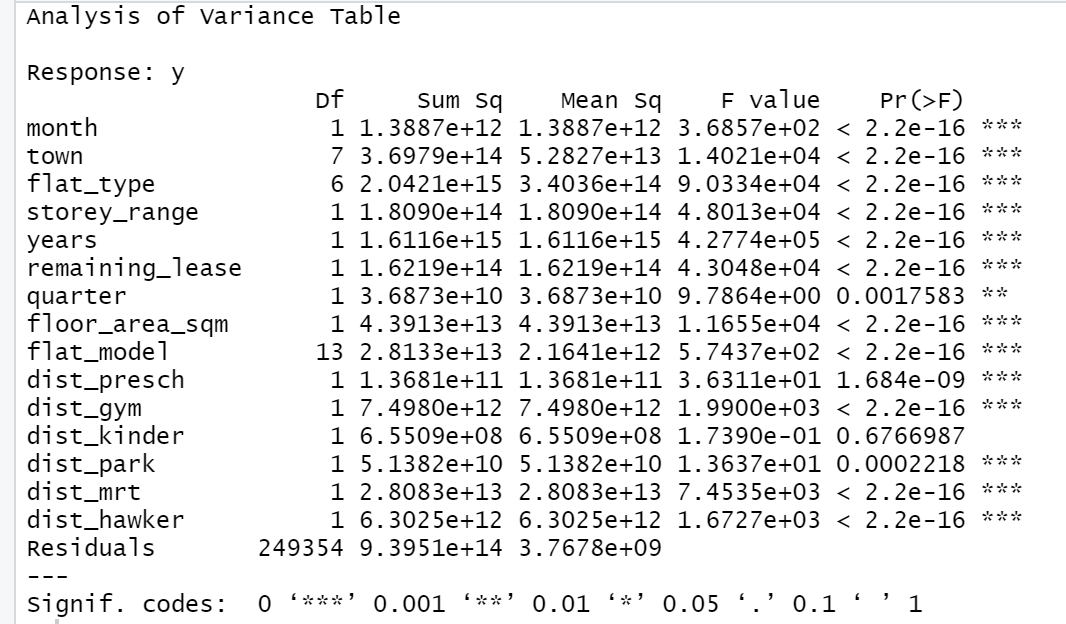 Analysis of Variance Table
Response: y
Df Sum Sq Mean Sq F value Pr(>F)
month 1 1.3887e+12 1.3887e+12 3.6857e+02 < 2.2e-16 ***
town 7 3.6979e+14 5.2827e+13 1.4021e+04 < 2.2e-16 ***
flat_type 6 2.0421e+15 3.4036e+14 9.0334e+04 < 2.2e-16 ***
storey_range 1 1.8090e+14 1.8090e+14 4.8013e+04 < 2.2e-16 ***
years 1 1.6116e+15 1.6116e+15 4.2774e+05 < 2.2e-16 ***
remaining_lease 1 1.6219e+14 1.6219e+14 4.3048e+04 < 2.2e-16 ***
quarter 1 3.6873e+10 3.6873e+10 9.7864e+00 0.0017583 **
floor_area_sqm 1 4.3913e+13 4.3913e+13 1.1655e+04 < 2.2e-16 ***
flat_model 13 2.8133e+13 2.1641e+12 5.7437e+02 < 2.2e-16 ***
dist_presch 1 1.3681e+11 1.3681e+11 3.6311e+01 1.684e-09 ***
dist_gym 1 7.4980e+12 7.4980e+12 1.9900e+03 < 2.2e-16 ***
dist_kinder 1 6.5509e+08 6.5509e+08 1.7390e-01 0.6766987
dist_park 1 5.1382e+10 5.1382e+10 1.3637e+01 0.0002218 ***
dist_mrt 1 2.8083e+13 2.8083e+13 7.4535e+03 < 2.2e-16 ***
dist_hawker 1 6.3025e+12 6.3025e+12 1.6727e+03 < 2.2e-16 ***
Residuals 249354 9.3951e+14 3.7678e+09
---
Signif. codes: 0 ‘***’ 0.001 ‘**’ 0.01 ‘*’ 0.05 ‘.’ 0.1 ‘ ’ 1